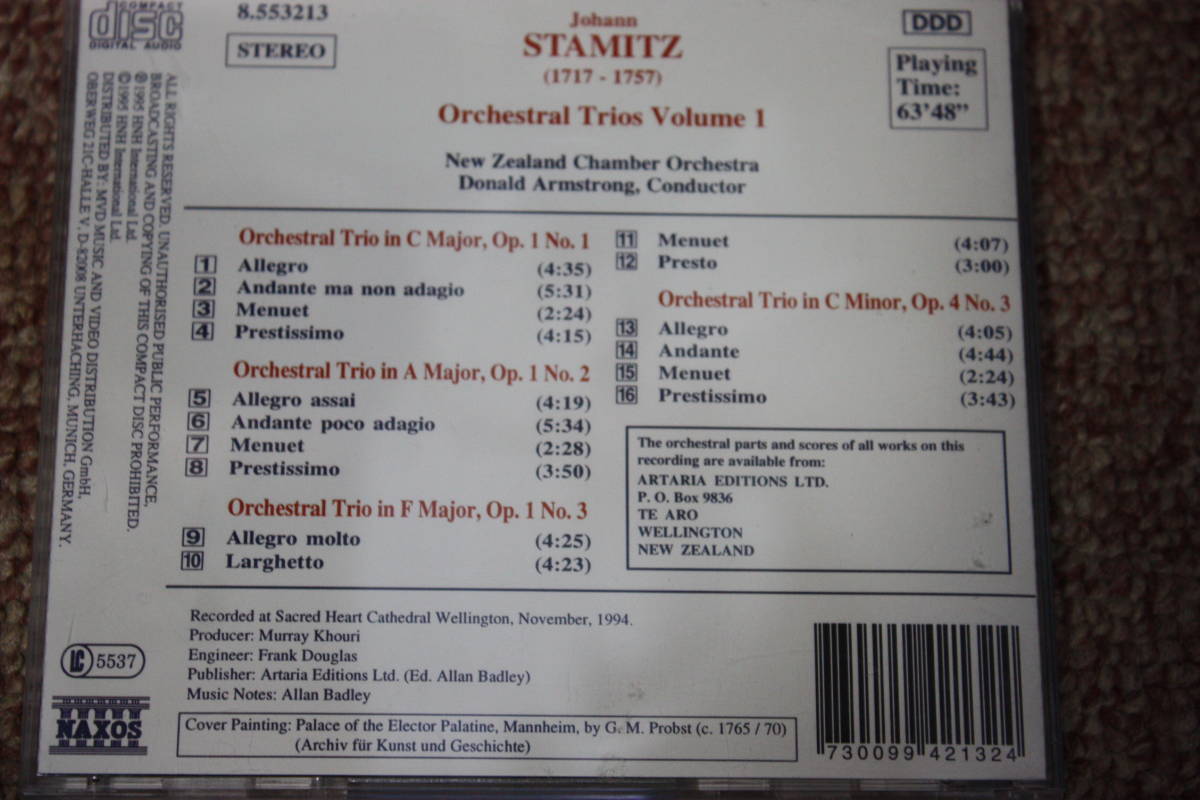 COMPACT
disc
DIGITAL AUDIO
8.553213
STEREO
Johann
STAMITZ
(1717 - 1757)
Orchestral Trios Volume 1
New Zealand Chamber Orchestra
Donald Armstrong, Conductor
DDD
Playing
Time:
63'48”
ALL RIGHTS RESERVED. UNAUTHORISED PUBLIC PERFORMANCE,
BROADCASTING AND COPYING OF THIS COMPACT DISC PROHIBITED.
℗ 1995 HNH International Ltd.
© 1995 HNH International Ltd.
DISTRIBUTED BY: MVD MUSIC AND VIDEO DISTRIBUTION GmbH,
OBERWEG 21C-HALLE V, D-82008 UNTERHACHING, MUNICH, GERMANY.
Orchestral Trio in C Major, Op. 1 No. 1
1 Allegro (4:35)
2 Andante ma non adagio (5:31)
3 Menuet (2:24)
4 Prestissimo (4:15)
Orchestral Trio in A Major, Op. 1 No. 2
5 Allegro assai (4:19)
6 Andante poco adagio (5:34)
7 Menuet (2:28)
8 Prestissimo (3:50)
Orchestral Trio in F Major, Op. 1 No. 3
9 Allegro molto (4:25)
10 Larghetto (4:23)
11 Menuet (4:07)
12 Presto (3:00)
Orchestral Trio in C Minor, Op. 4 No. 3
13 Allegro (4:05)
14 Andante (4:44)
15 Menuet (2:24)
16 Prestissimo (3:43)
The orchestral parts and scores of all works on this
recording are available from:
ARTARIA EDITIONS LTD.
P. O. Box 9836
TE ARO
WELLINGTON
NEW ZEALAND
Recorded at Sacred Heart Cathedral Wellington, November, 1994.
Producer: Murray Khouri
Engineer: Frank Douglas
Publisher: Artaria Editions Ltd. (Ed. Allan Badley)
Music Notes: Allan Badley
LC 5537
NAXOS
Cover Painting: Palace of the Elector Palatine, Mannheim, by G. M. Probst (c. 1765 / 70)
(Archiv für Kunst und Geschichte)
730099 421324